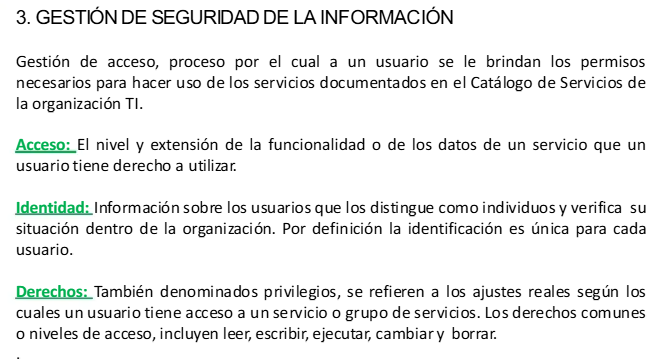 3. GESTIÓN DE SEGURIDAD DE LA INFORMACIÓN
Gestión de acceso, proceso por el cual a un usuario se le brindan los permisos
necesarios para hacer uso de los servicios documentados en el Catálogo de Servicios de
la organización TI.
Acceso: El nivel y extensión de la funcionalidad o de los datos de un servicio que un
usuario tiene derecho a utilizar.
Identidad: Información sobre los usuarios que los distingue como individuos y verifica su
situación dentro de la organización. Por definición la identificación es única para cada
usuario.
Derechos: También denominados privilegios, se refieren a los ajustes reales según los
cuales un usuario tiene acceso a un servicio o grupo de servicios. Los derechos comunes
o niveles de acceso, incluyen leer, escribir, ejecutar, cambiar y borrar.
.